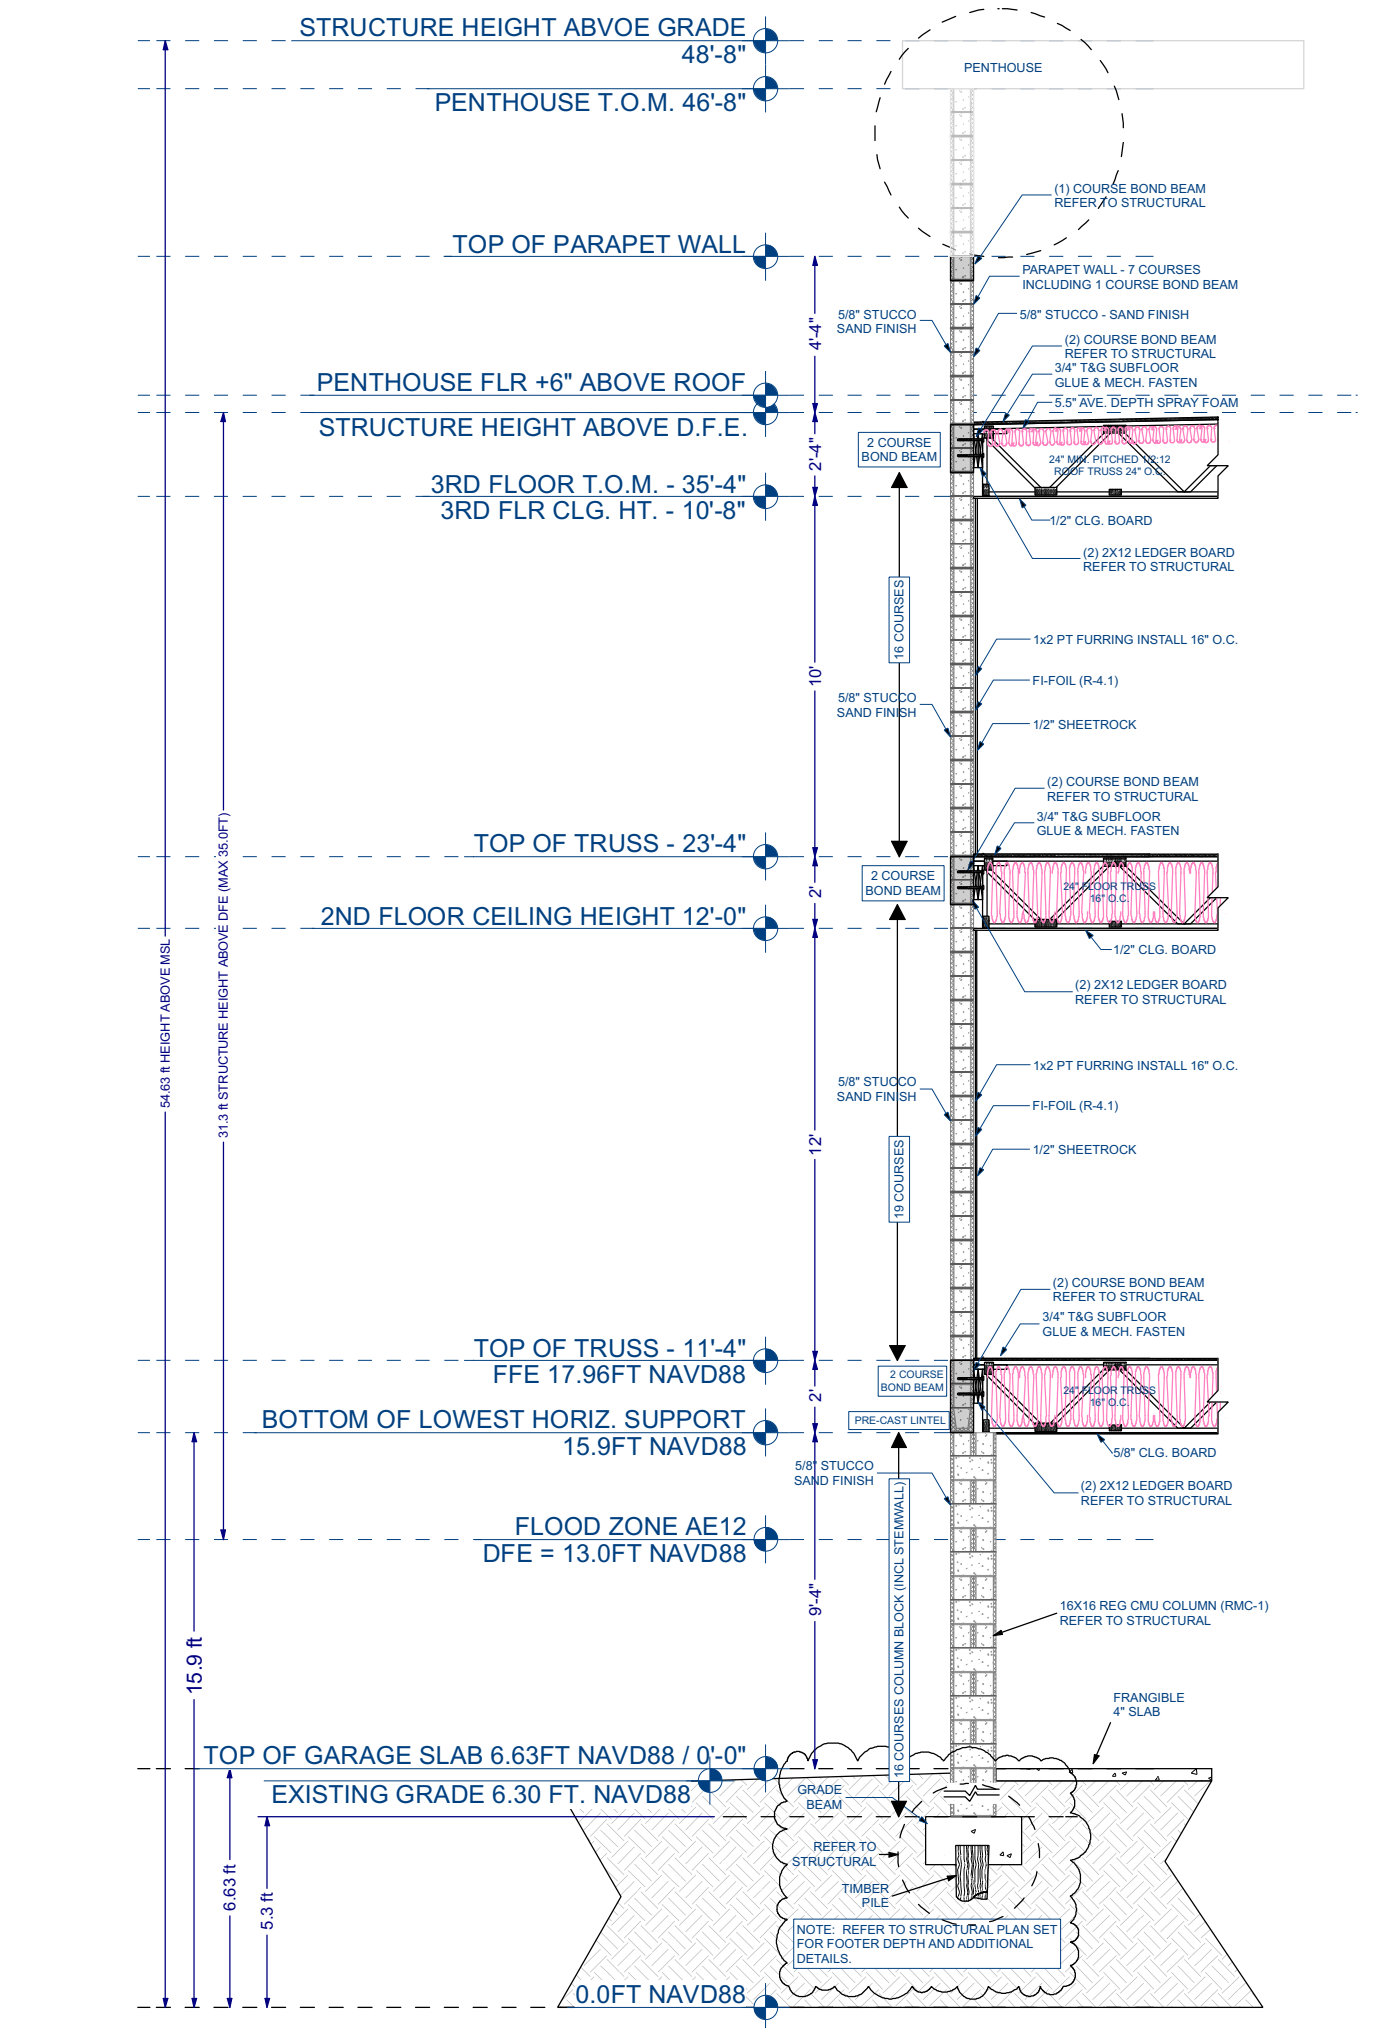 STRUCTURE HEIGHT ABVOE GRADE
48'-8"
PENTHOUSE
PENTHOUSE T.O.M. 46'-8"
(1) COURSE BOND BEAM
REFER TO STRUCTURAL
TOP OF PARAPET WALL
PARAPET WALL - 7 COURSES
INCLUDING 1 COURSE BOND BEAM
5/8" STUCCO
SAND FINISH
5/8" STUCCO - SAND FINISH
4'-4"
(2) COURSE BOND BEAM
REFER TO STRUCTURAL
3/4" T&G SUBFLOOR
GLUE & MECH. FASTEN
PENTHOUSE FLR +6" ABOVE ROOF
5.5" AVE. DEPTH SPRAY FOAM
STRUCTURE HEIGHT ABOVE D.F.E.
2 COURSE
BOND BEAM
2'-4"
24" MIN. PITCHED 1/2:12
ROOF TRUSS 24" O.C.
3RD FLOOR T.O.M. - 35'-4"
3RD FLR CLG. HT. - 10'-8"
1/2" CLG. BOARD
(2) 2X12 LEDGER BOARD
REFER TO STRUCTURAL
16 COURSES
10'
1x2 PT FURRING INSTALL 16" O.C.
FI-FOIL (R-4.1)
5/8" STUCCO
SAND FINISH
1/2" SHEETROCK
(2) COURSE BOND BEAM
REFER TO STRUCTURAL
3/4" T&G SUBFLOOR
GLUE & MECH. FASTEN
TOP OF TRUSS - 23'-4"
2 COURSE
BOND BEAM
2'
24" FLOOR TRUSS
16" O.C.
2ND FLOOR CEILING HEIGHT 12'-0"
1/2" CLG. BOARD
(2) 2X12 LEDGER BOARD
REFER TO STRUCTURAL
54.63 ft HEIGHT ABOVE MSL
31.3 ft STRUCTURE HEIGHT ABOVE DFE (MAX 35.0FT)
1x2 PT FURRING INSTALL 16" O.C.
5/8" STUCCO
SAND FINISH
FI-FOIL (R-4.1)
12'
19 COURSES
1/2" SHEETROCK
(2) COURSE BOND BEAM
REFER TO STRUCTURAL
3/4" T&G SUBFLOOR
GLUE & MECH. FASTEN
TOP OF TRUSS - 11'-4"
FFE 17.96FT NAVD88
2 COURSE
BOND BEAM
2'
24" FLOOR TRUSS
16" O.C.
BOTTOM OF LOWEST HORIZ. SUPPORT
15.9FT NAVD88
PRE-CAST LINTEL
5/8" CLG. BOARD
5/8" STUCCO
SAND FINISH
(2) 2X12 LEDGER BOARD
REFER TO STRUCTURAL
FLOOD ZONE AE12
DFE = 13.0FT NAVD88
9'-4"
16 COURSES COLUMN BLOCK (INCL STEMWALL)
16X16 REG CMU COLUMN (RMC-1)
REFER TO STRUCTURAL
15.9 ft
FRANGIBLE
4" SLAB
TOP OF GARAGE SLAB 6.63FT NAVD88 / 0'-0"
EXISTING GRADE 6.30 FT. NAVD88
GRADE
BEAM
REFER TO
STRUCTURAL
6.63 ft
5.3 ft
TIMBER
PILE
NOTE: REFER TO STRUCTURAL PLAN SET
FOR FOOTER DEPTH AND ADDITIONAL
DETAILS.
0.0FT NAVD88